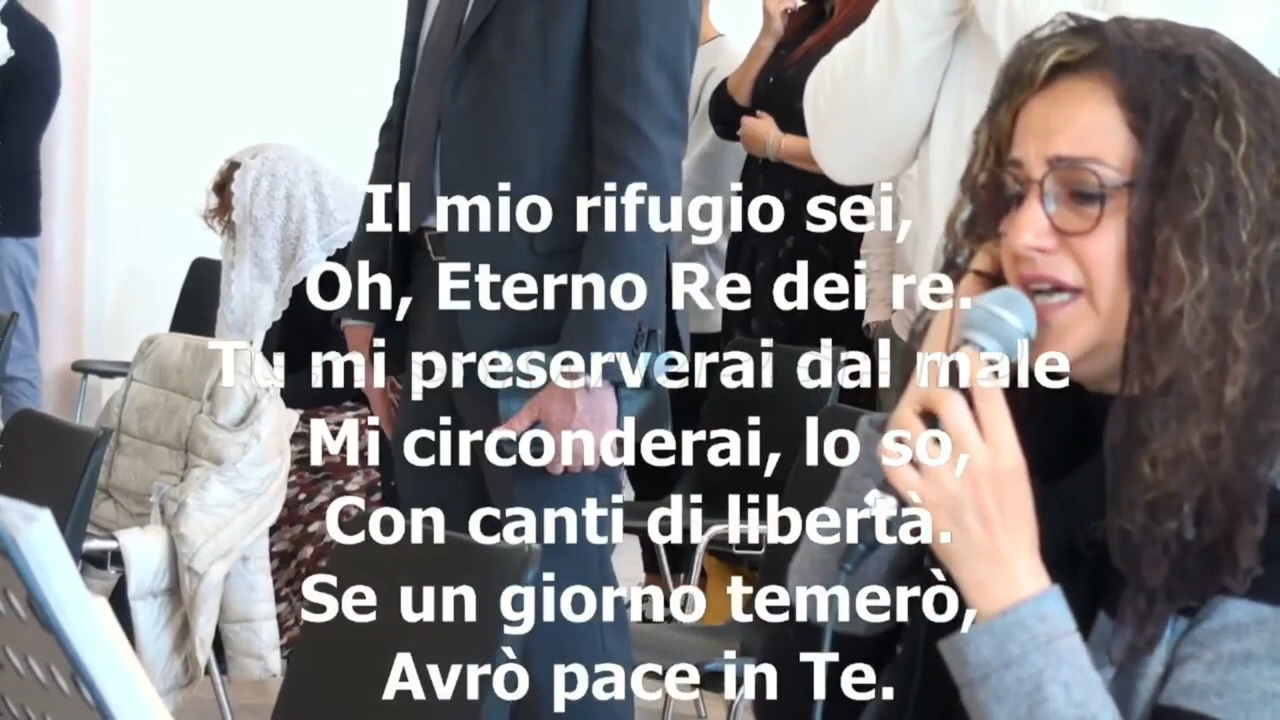 Il mio rifugio sei,
Oh, Eterno Re dei re.
Tu mi preserverai dal male
Mi circonderai, lo so,
Con canti di libertà.
Se un giorno temerò,
Avrò pace in Te.